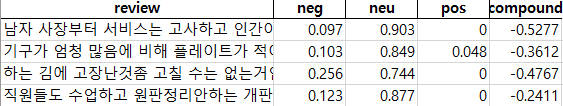 review neg neu pos compound
남자 사장부터 서비스는 고사하고 인간이 0.097 0.903 0 -0.5277
기구가 엄청 많음에 비해 플레이트가 적어 0.103 0.849 0.048 -0.3612
하는 김에 고장난것좀 고칠 수는 없는거인 0.256 0.744 0 -0.4767
직원들도 수업하고 원판정리안하는 개판 0.123 0.877 0 -0.2411